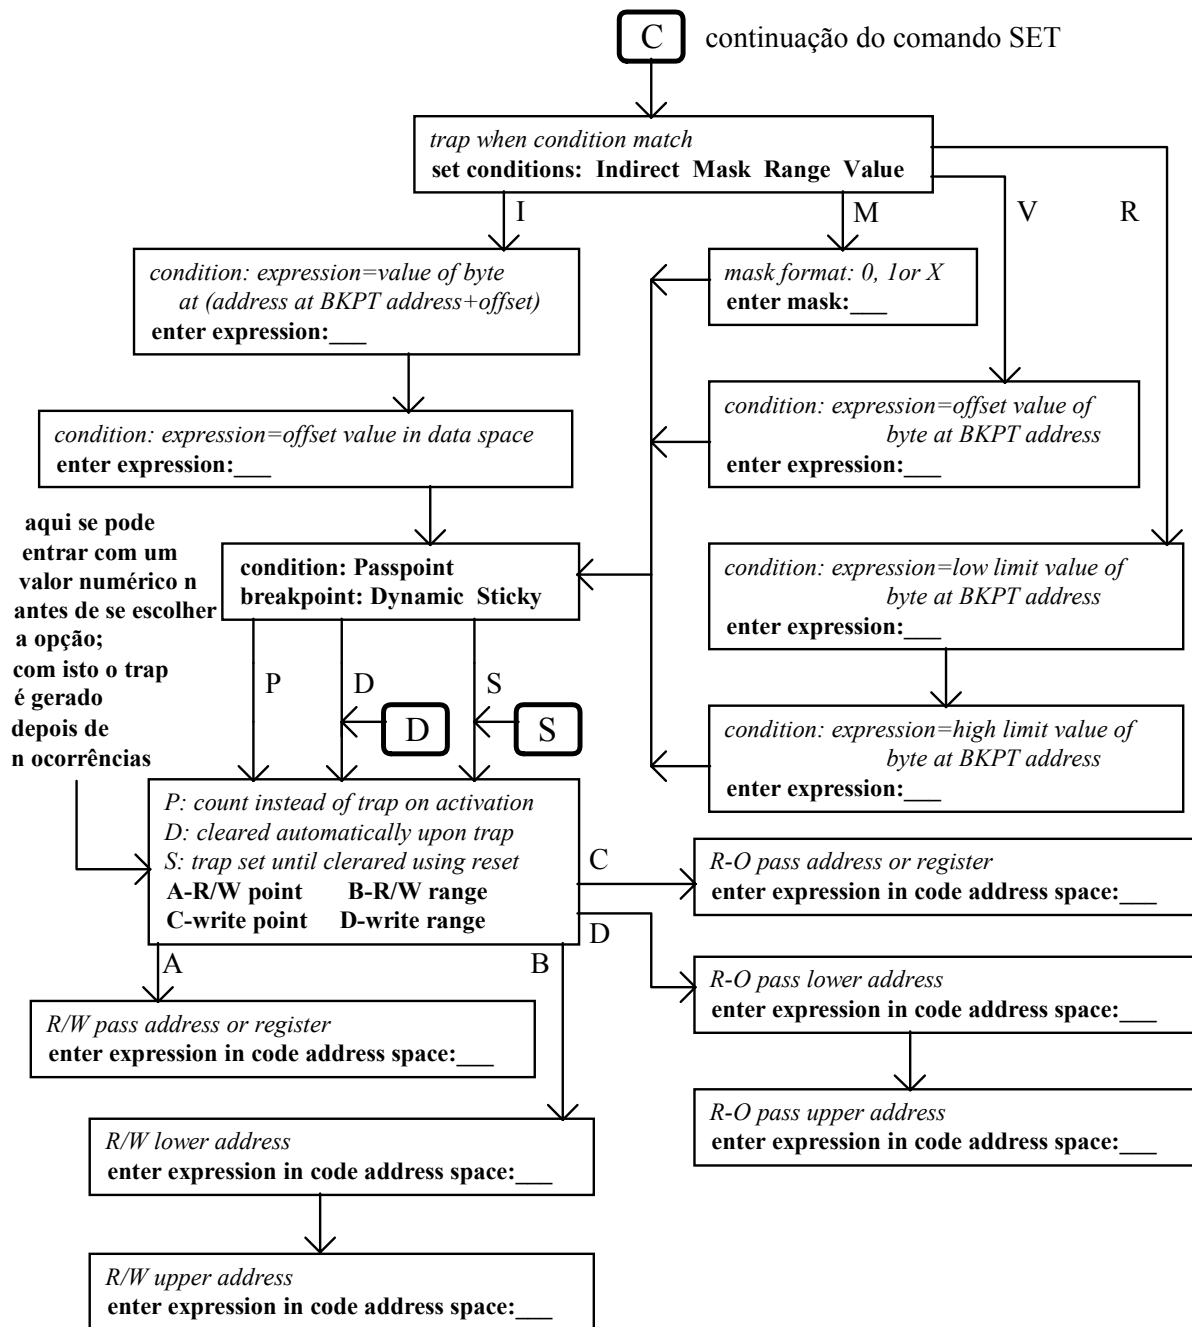 C continuação do comando SET
trap when condition match
set conditions: Indirect Mask Range Value
I
M
V
R
condition: expression=value of byte
at (address at BKPT address+offset)
enter expression:___
mask format: 0, 1or X
enter mask:___
condition: expression=offset value in data space
enter expression:___
condition: expression=offset value of
byte at BKPT address
enter expression:___
aqui se pode
entrar com um
valor numérico n
antes de se escolher
a opção;
com isto o trap
é gerado
depois de
n ocorrências
condition: Passpoint
breakpoint: Dynamic Sticky
condition: expression=low limit value of
byte at BKPT address
enter expression:___
P
D
S
D
S
condition: expression=high limit value of
byte at BKPT address
enter expression:___
P: count instead of trap on activation
D: cleared automatically upon trap
S: trap set until clerared using reset
A-R/W point B-R/W range
C-write point D-write range
C
D
R-O pass address or register
enter expression in code address space:___
A
B
R-O pass lower address
enter expression in code address space:___
R/W pass address or register
enter expression in code address space:___
R-O pass upper address
enter expression in code address space:___
R/W lower address
enter expression in code address space:___
R/W upper address
enter expression in code address space:___